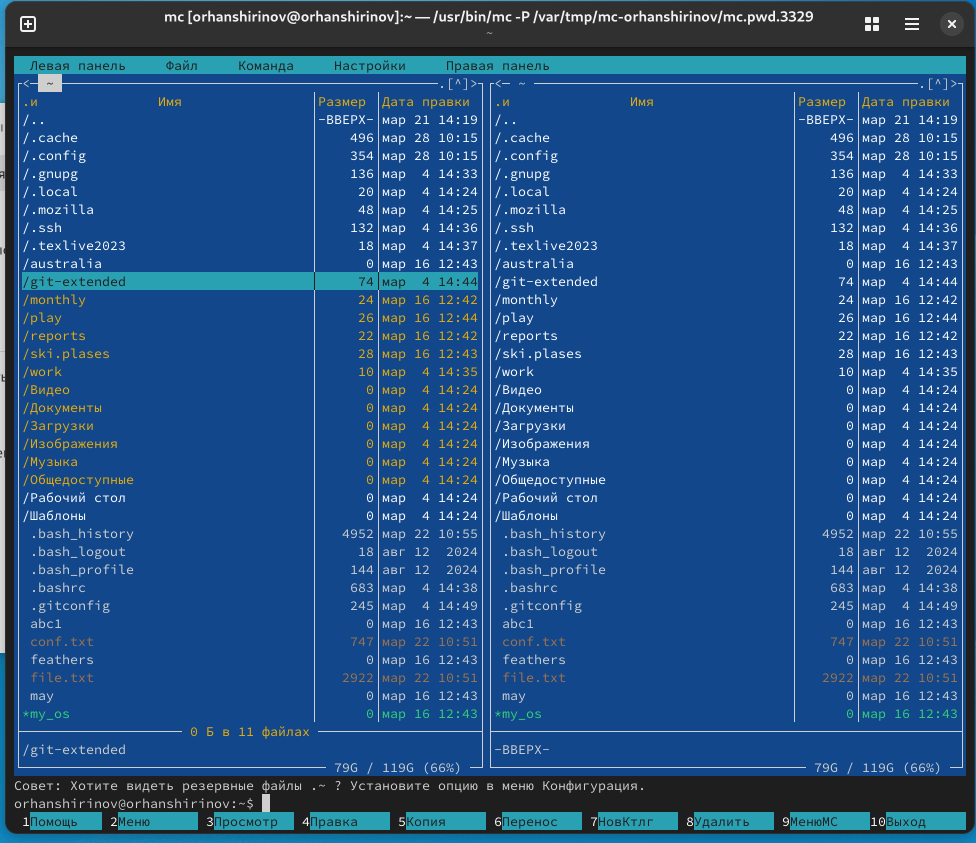 mc [orhanshirinov@orhanshirinov]:~ — /usr/bin/mc -P /var/tmp/mc-orhanshirinov/mc.pwd.3329
~
Левая панель Файл Команда Настройки Правая панель
<─ ~ .[^]> <─ ~ .[^]>
.и Имя Размер Дата правки .и Имя Размер Дата правки
/.. -ВВЕРХ- мар 21 14:19 /.. -ВВЕРХ- мар 21 14:19
/.cache 496 мар 28 10:15 /.cache 496 мар 28 10:15
/.config 354 мар 28 10:15 /.config 354 мар 28 10:15
/.gnupg 136 мар 4 14:33 /.gnupg 136 мар 4 14:33
/.local 20 мар 4 14:24 /.local 20 мар 4 14:24
/.mozilla 48 мар 4 14:25 /.mozilla 48 мар 4 14:25
/.ssh 132 мар 4 14:36 /.ssh 132 мар 4 14:36
/.texlive2023 18 мар 4 14:37 /.texlive2023 18 мар 4 14:37
/australia 0 мар 16 12:43 /australia 0 мар 16 12:43
/git-extended 74 мар 4 14:44 /git-extended 74 мар 4 14:44
/monthly 24 мар 16 12:42 /monthly 24 мар 16 12:42
/play 26 мар 16 12:44 /play 26 мар 16 12:44
/reports 22 мар 16 12:42 /reports 22 мар 16 12:42
/ski.plases 28 мар 16 12:43 /ski.plases 28 мар 16 12:43
/work 10 мар 4 14:35 /work 10 мар 4 14:35
/Видео 0 мар 4 14:24 /Видео 0 мар 4 14:24
/Документы 0 мар 4 14:24 /Документы 0 мар 4 14:24
/Загрузки 0 мар 4 14:24 /Загрузки 0 мар 4 14:24
/Изображения 0 мар 4 14:24 /Изображения 0 мар 4 14:24
/Музыка 0 мар 4 14:24 /Музыка 0 мар 4 14:24
/Общедоступные 0 мар 4 14:24 /Общедоступные 0 мар 4 14:24
/Рабочий стол 0 мар 4 14:24 /Рабочий стол 0 мар 4 14:24
/Шаблоны 0 мар 4 14:24 /Шаблоны 0 мар 4 14:24
.bash_history 4952 мар 22 10:55 .bash_history 4952 мар 22 10:55
.bash_logout 18 авг 12 2024 .bash_logout 18 авг 12 2024
.bash_profile 144 авг 12 2024 .bash_profile 144 авг 12 2024
.bashrc 683 мар 4 14:38 .bashrc 683 мар 4 14:38
.gitconfig 245 мар 4 14:49 .gitconfig 245 мар 4 14:49
abc1 0 мар 16 12:43 abc1 0 мар 16 12:43
conf.txt 747 мар 22 10:51 conf.txt 747 мар 22 10:51
feathers 0 мар 16 12:43 feathers 0 мар 16 12:43
file.txt 2922 мар 22 10:51 file.txt 2922 мар 22 10:51
may 0 мар 16 12:43 may 0 мар 16 12:43
*my_os 0 мар 16 12:43 *my_os 0 мар 16 12:43
0 Б в 11 файлах
/git-extended -ВВЕРХ-
79G / 119G (66%) 79G / 119G (66%)
Совет: Хотите видеть резервные файлы .~ ? Установите опцию в меню Конфигурация.
orhanshirinov@orhanshirinov:~$
1Помощь 2Меню 3Просмотр 4Правка 5Копия 6Перенос 7НовКтлг 8Удалить 9МенюMC 10Выход